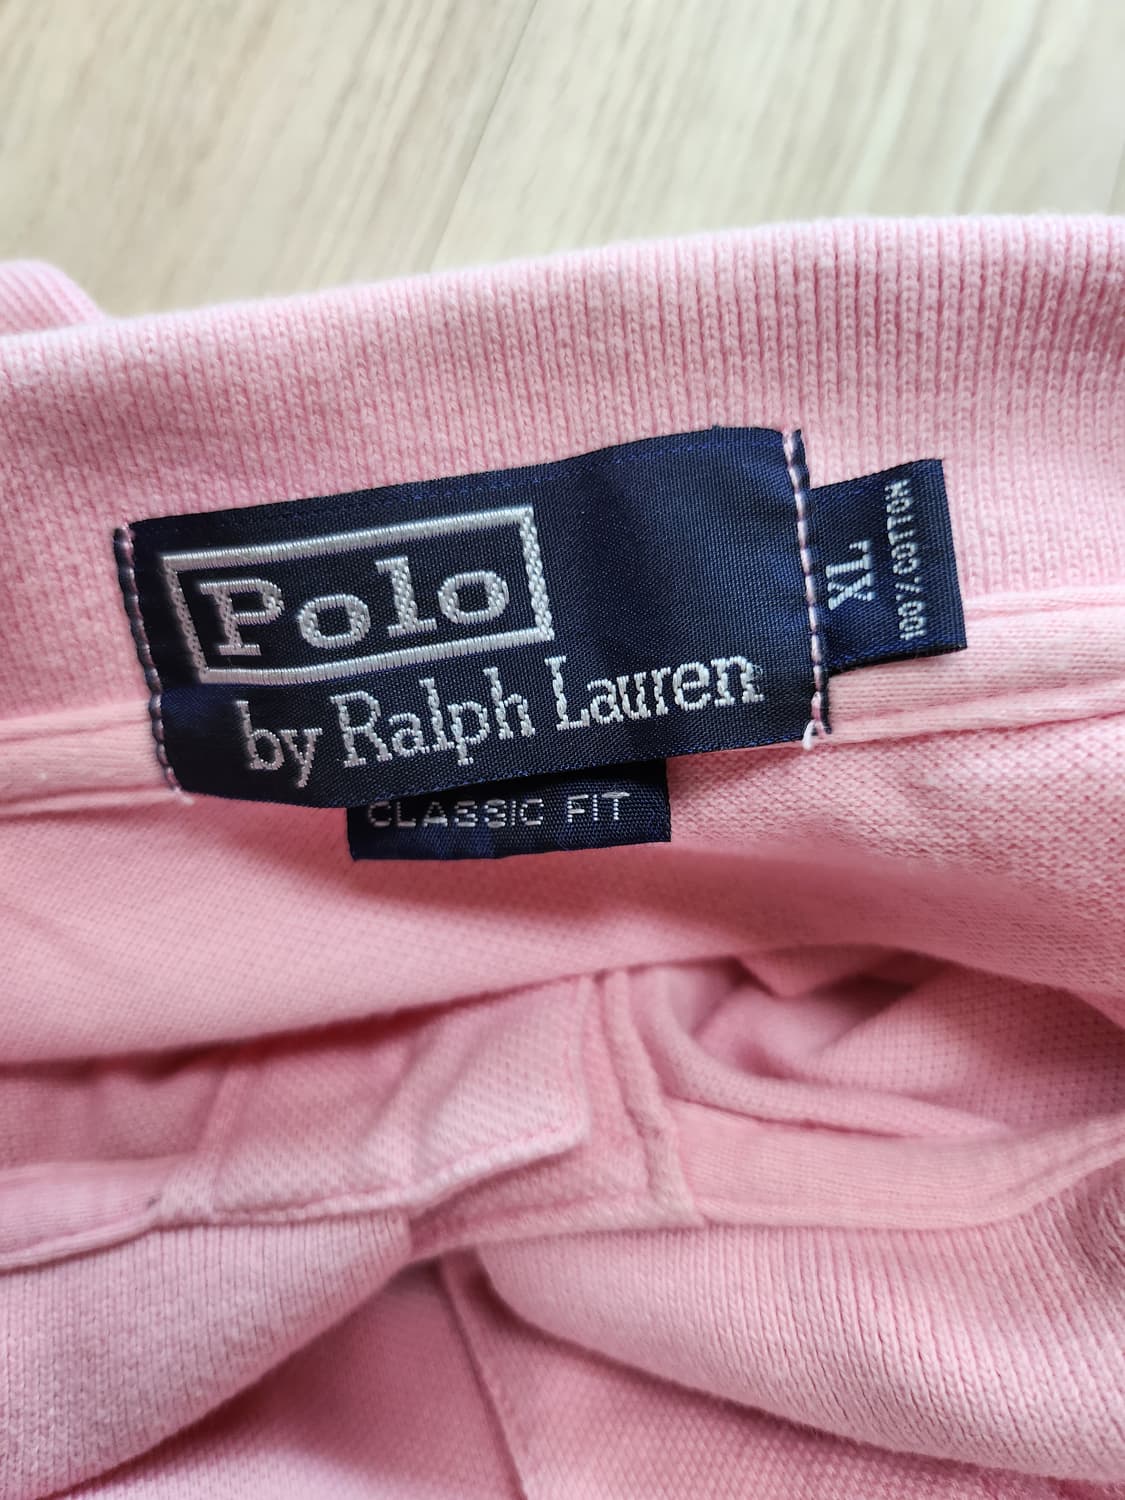 Polo
by Ralph Lauren
CLASSIC FIT
XL
100% COTTON